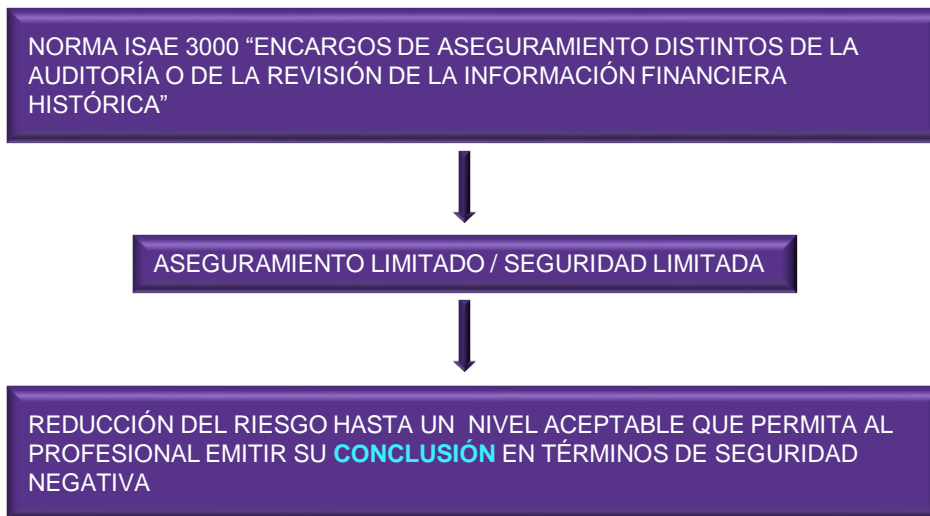 NORMA ISAE 3000 “ENCARGOS DE ASEGURAMIENTO DISTINTOS DE LA
AUDITORÍA O DE LA REVISIÓN DE LA INFORMACIÓN FINANCIERA
HISTÓRICA”
ASEGURAMIENTO LIMITADO / SEGURIDAD LIMITADA
REDUCCIÓN DEL RIESGO HASTA UN NIVEL ACEPTABLE QUE PERMITA AL
PROFESIONAL EMITIR SU CONCLUSIÓN EN TÉRMINOS DE SEGURIDAD
NEGATIVA